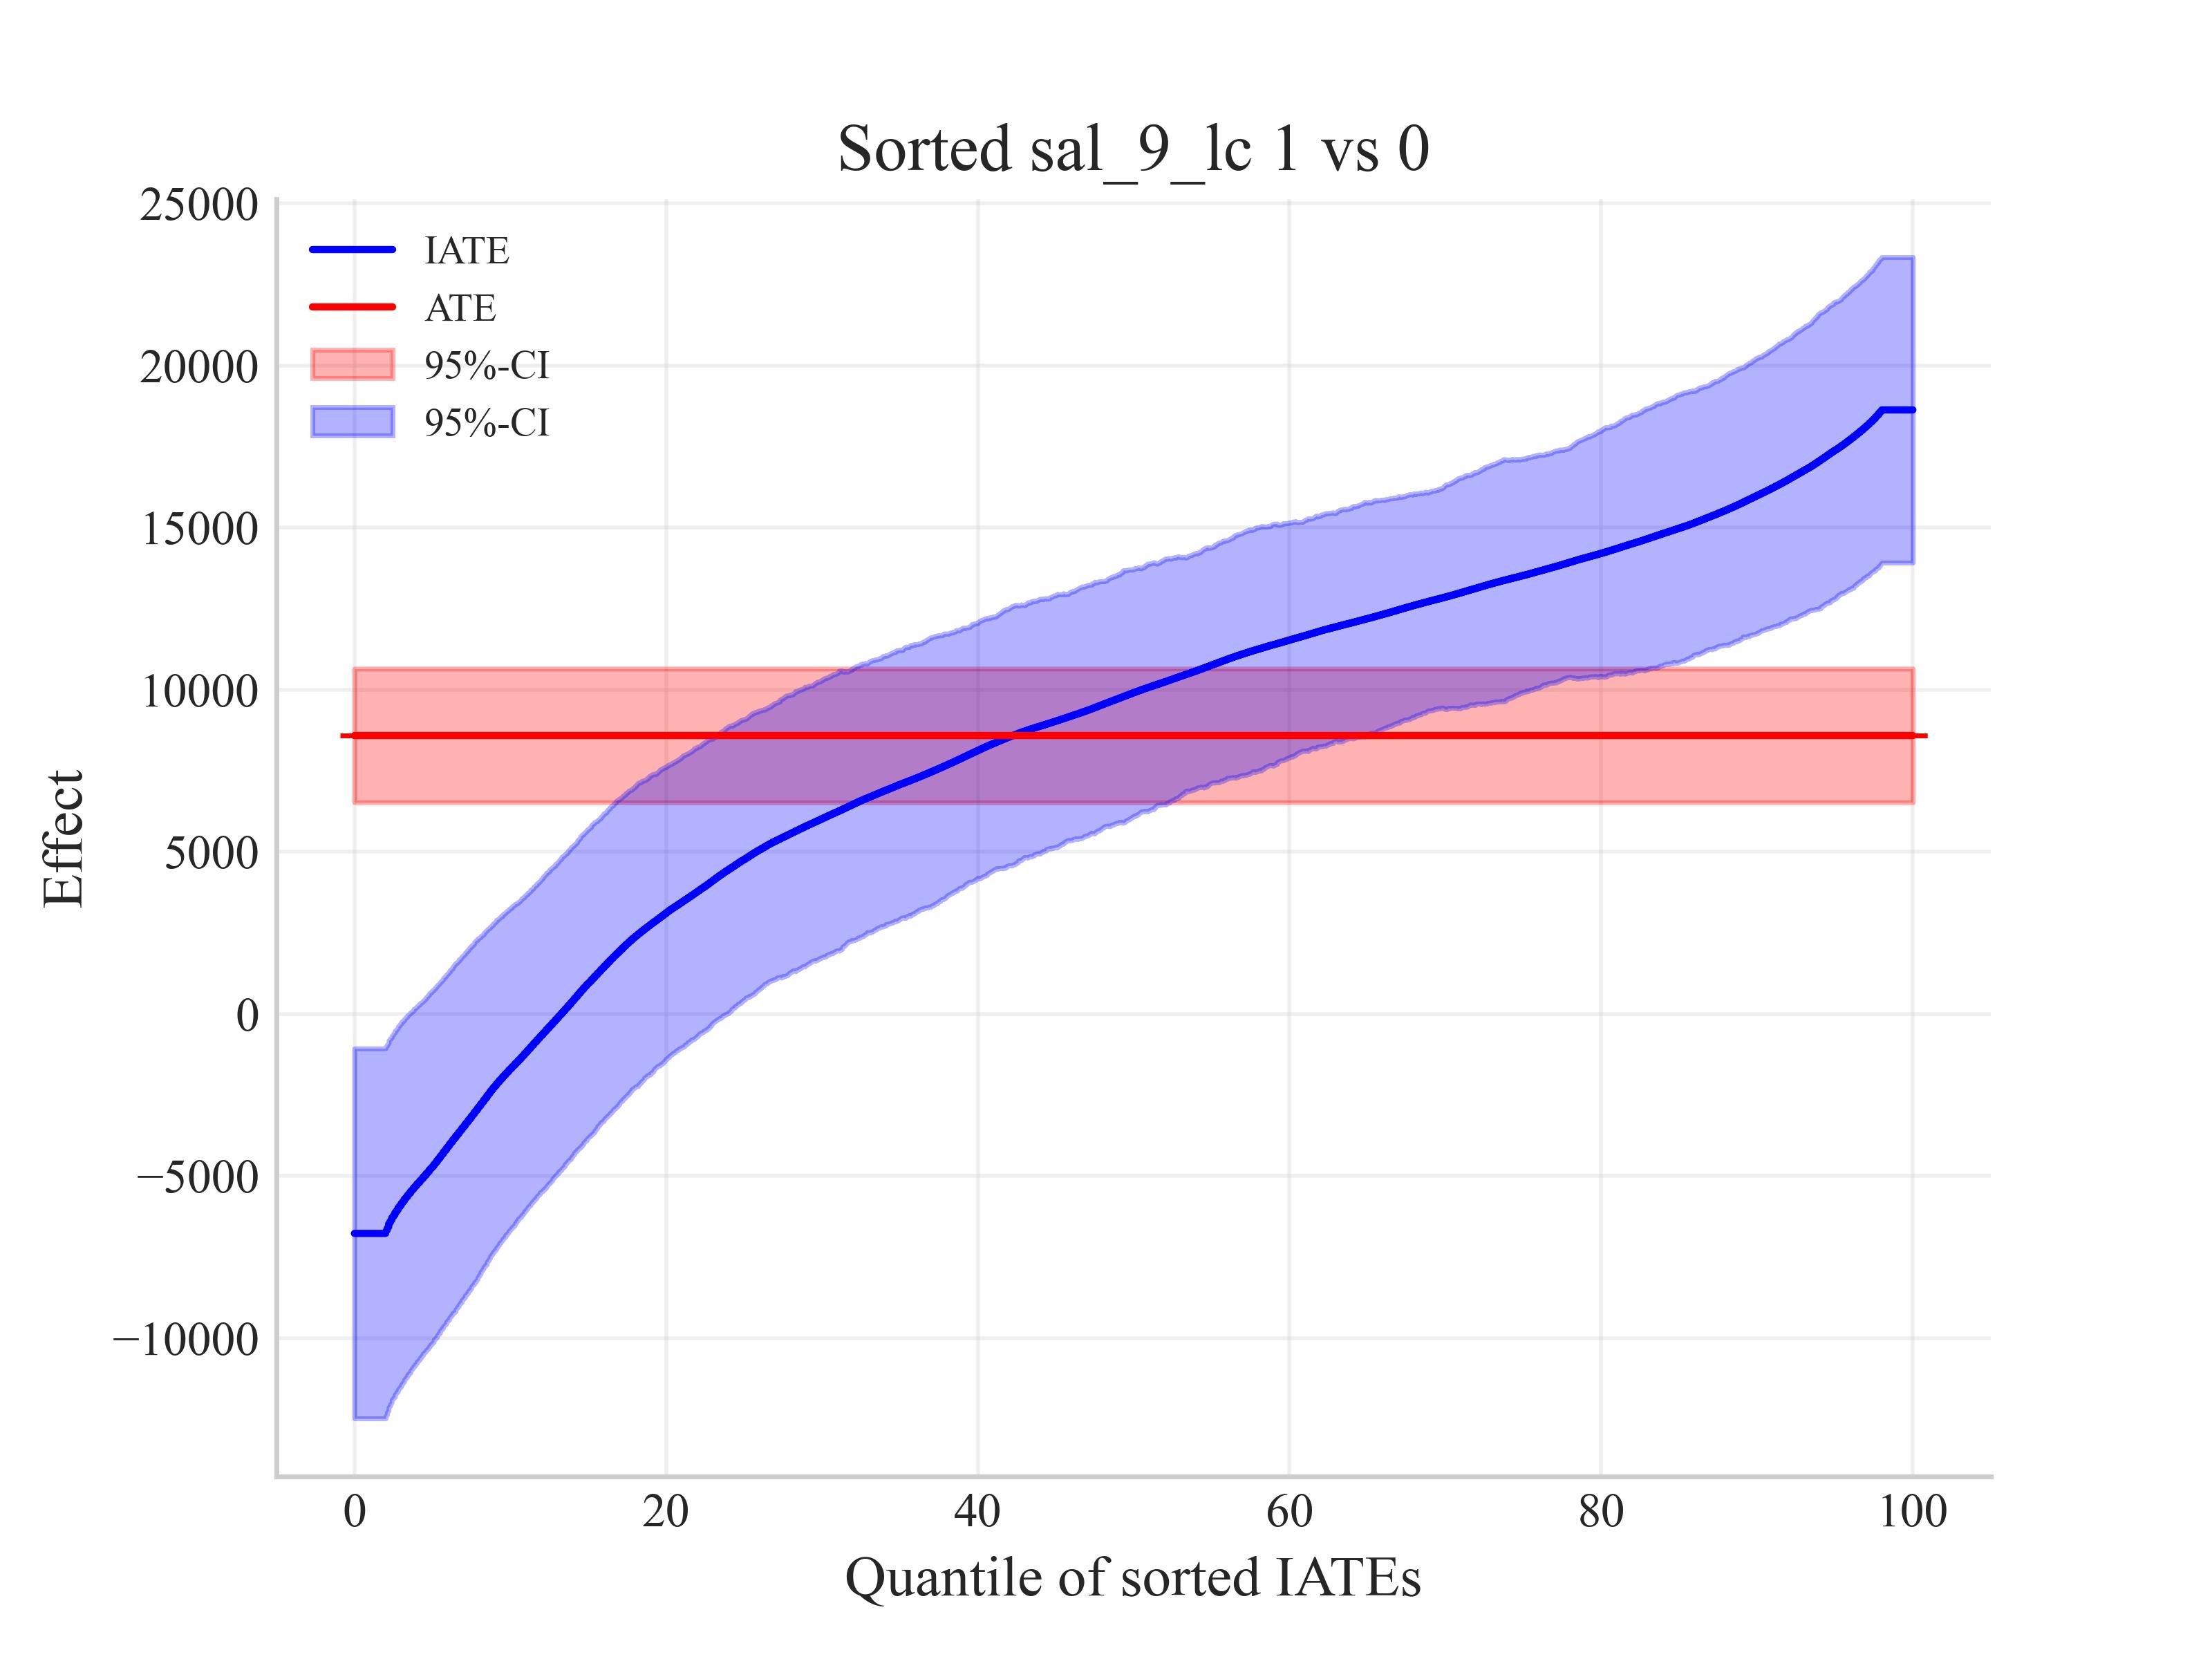 Sorted sal_9_lc 1 vs 0
25000
20000
15000
10000
5000
0
−5000
−10000
Effect
IATE
ATE
95%-CI
95%-CI
0 20 40 60 80 100
Quantile of sorted IATEs